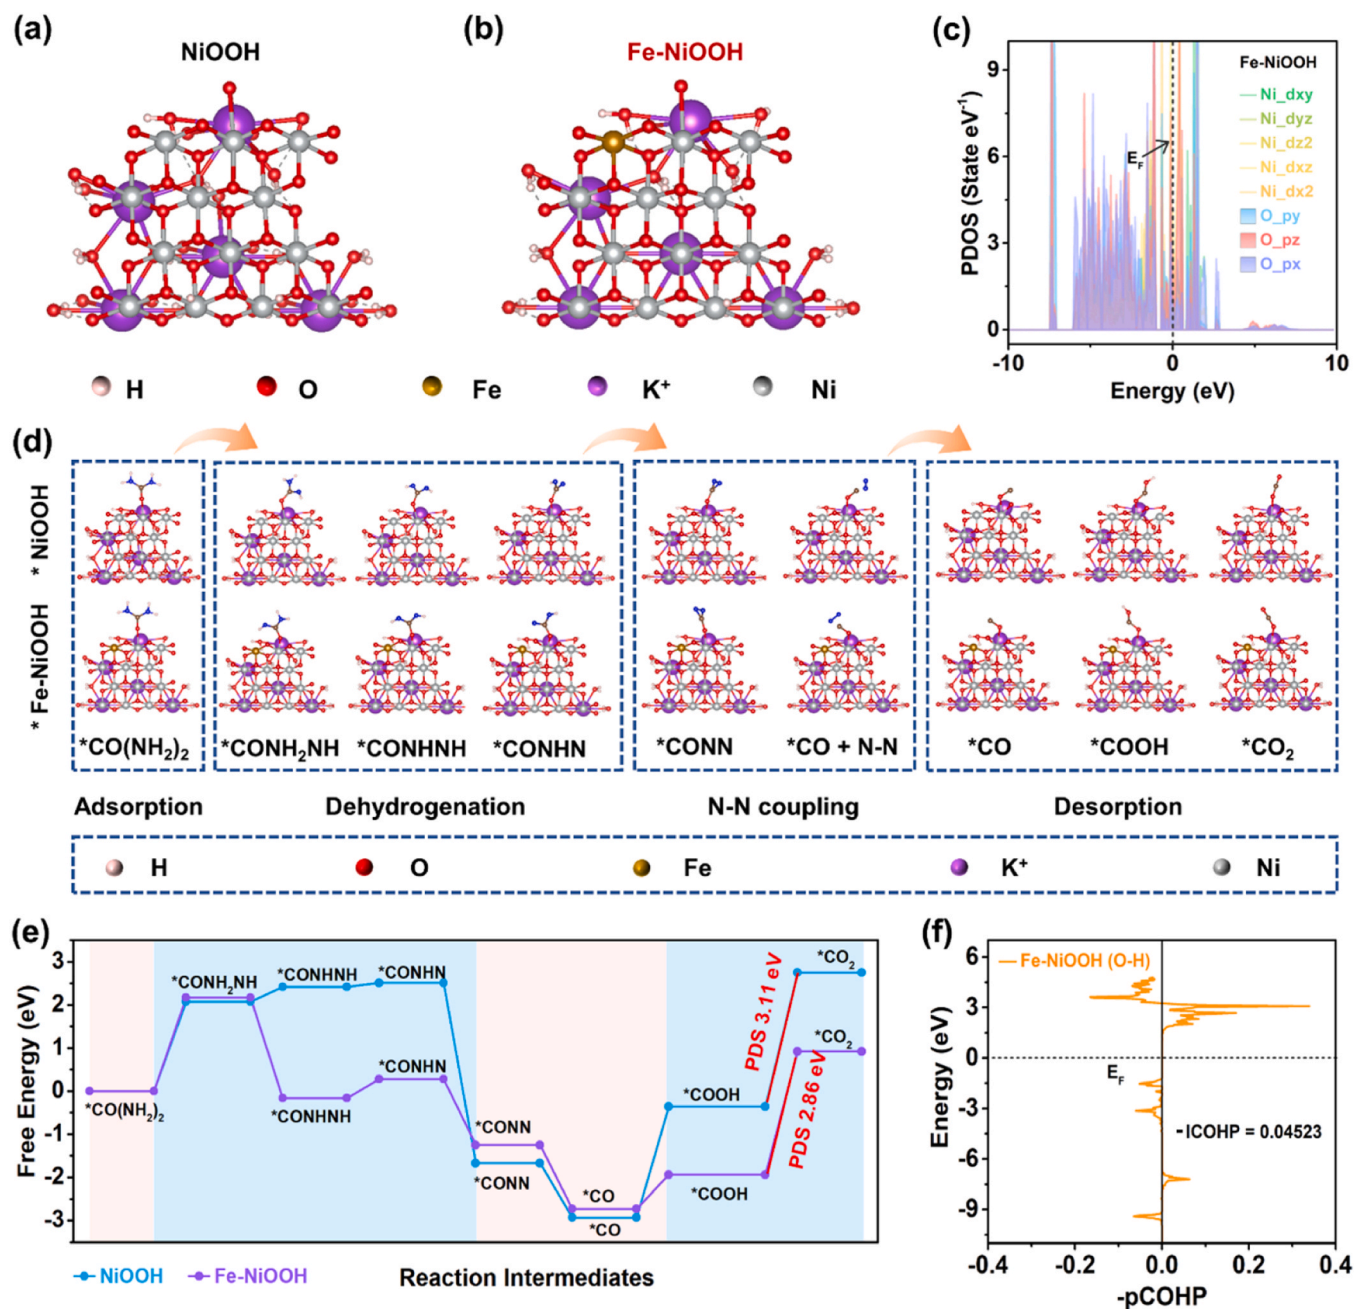 (a)
NiOOH
(b)
Fe-NiOOH
(c)
PDOS (State eV⁻¹)
9
6
3
0
-10
0
10
Energy (eV)
E_F
Fe-NiOOH
Ni_dxy
Ni_dyz
Ni_dz2
Ni_dxz
Ni_dx2
O_py
O_pz
O_px
H
O
Fe
K⁺
Ni
(d)
* NiOOH
* Fe-NiOOH
*CO(NH₂)₂
*CONH₂NH
*CONHNH
*CONHN
*CONN
*CO + N-N
*CO
*COOH
*CO₂
Adsorption
Dehydrogenation
N-N coupling
Desorption
H
O
Fe
K⁺
Ni
(e)
Free Energy (eV)
3
2
1
0
-1
-2
-3
*CO(NH₂)₂
*CONH₂NH
*CONHNH
*CONHN
*CONHNH
*CONHN
*CONN
*CONN
*CO
*CO
*COOH
*COOH
PDS 3.11 eV
PDS 2.86 eV
*CO₂
*CO₂
NiOOH
Fe-NiOOH
Reaction Intermediates
(f)
Energy (eV)
6
3
0
-3
-6
-9
Fe-NiOOH (O-H)
E_F
- ICOHP = 0.04523
-0.4
-0.2
0.0
0.2
0.4
-pCOHP